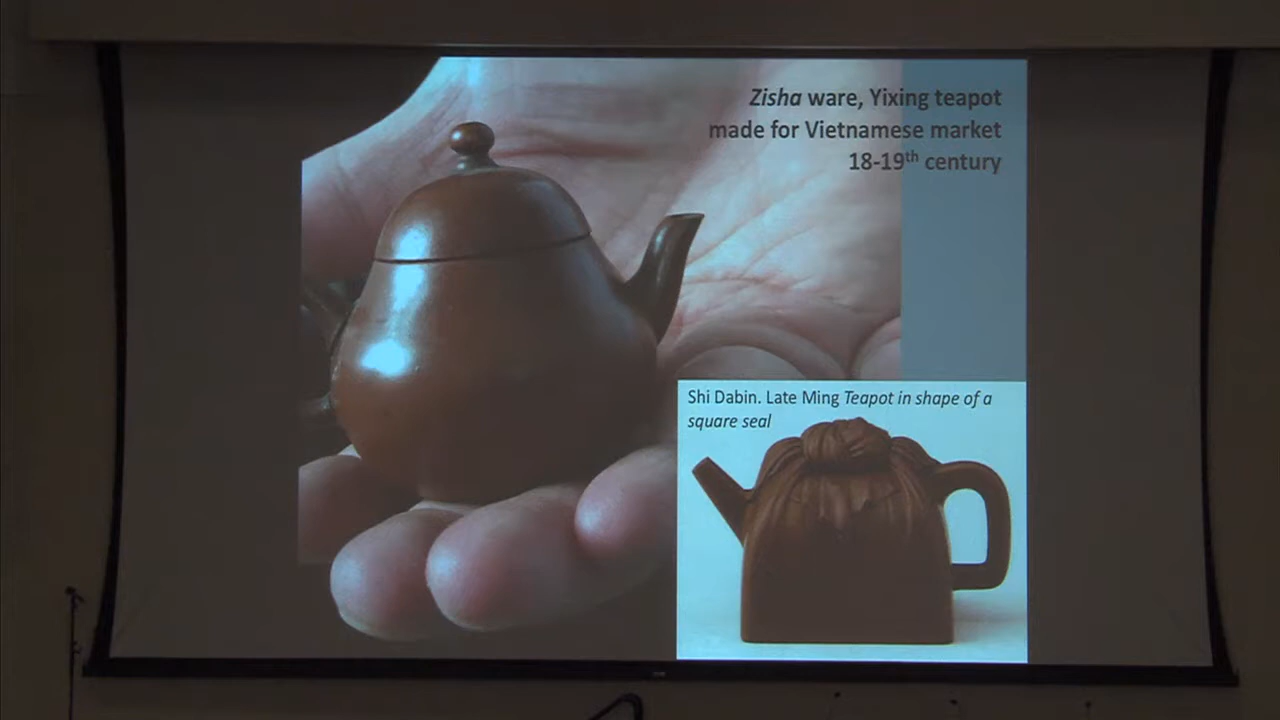 Zisha ware, Yixing teapot
made for Vietnamese market
18-19th century
Shi Dabin. Late Ming Teapot in shape of a
square seal